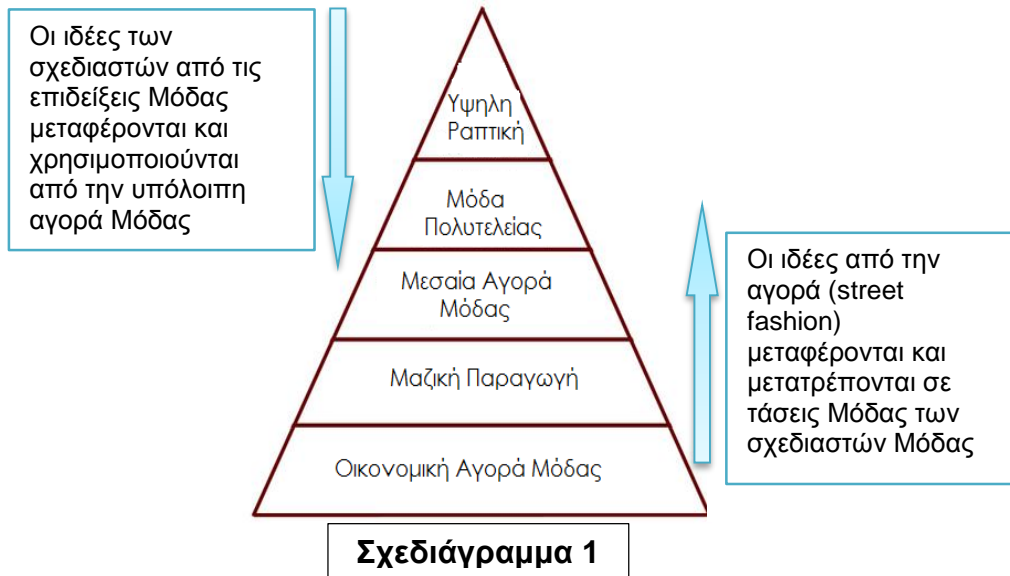 Οι ιδέες των
σχεδιαστών από τις
επιδείξεις Μόδας
μεταφέρονται και
χρησιμοποιούνται
από την υπόλοιπη
αγορά Μόδας
Υψηλη
Ραπτική
Μόδα
Πολυτελείας
Μεσαία Αγορά
Μόδας
Μαζική Παραγωγή
Οικονομική Αγορά Μόδας
Οι ιδέες από την
αγορά (street
fashion)
μεταφέρονται και
μετατρέπονται σε
τάσεις Μόδας των
σχεδιαστών Μόδας
Σχεδιάγραμμα 1